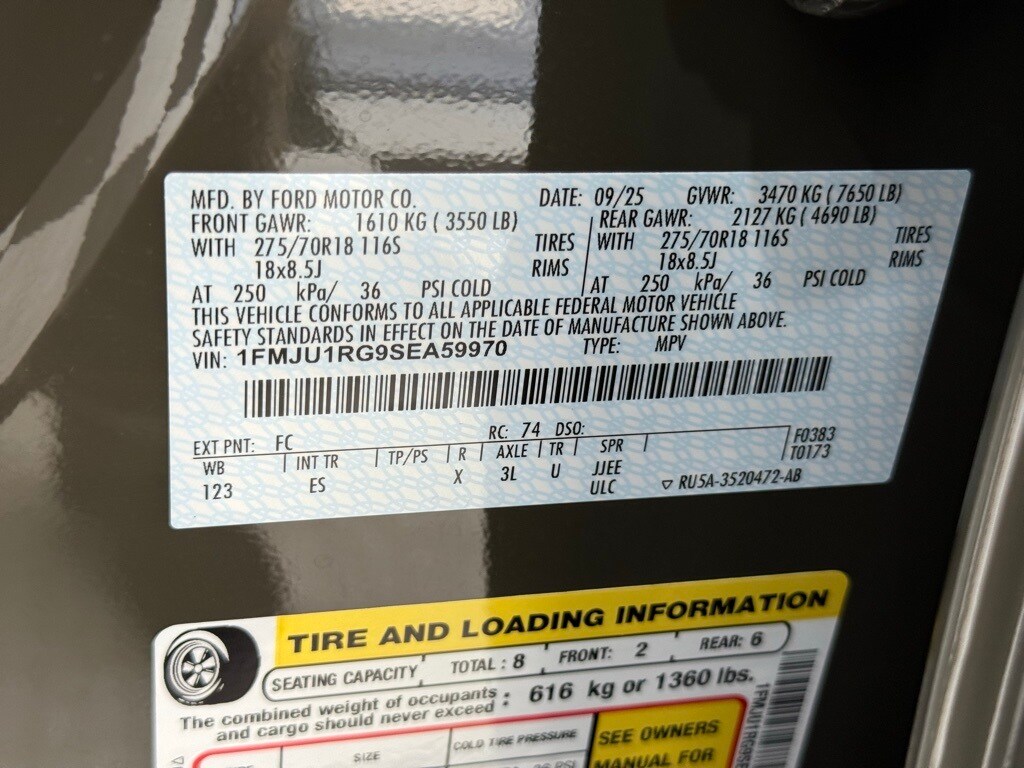 MFD. BY FORD MOTOR CO. DATE: 09/25 GVWR: 3470 KG ( 7650 LB)
FRONT GAWR: 1610 KG ( 3550 LB) REAR GAWR: 2127 KG ( 4690 LB)
WITH 275/70R18 116S TIRES WITH 275/70R18 116S TIRES
18x8.5J RIMS 18x8.5J RIMS
AT 250 kPa/ 36 PSI COLD AT 250 kPa/ 36 PSI COLD
THIS VEHICLE CONFORMS TO ALL APPLICABLE FEDERAL MOTOR VEHICLE
SAFETY STANDARDS IN EFFECT ON THE DATE OF MANUFACTURE SHOWN ABOVE.
VIN: 1FMJU1RG9SEA59970 TYPE: MPV
EXT PNT: FC RC: 74 DSO: F0383
WB INT TR TP/PS R AXLE TR SPR T0173
123 ES X 3L U JJEE
ULC RU5A-3520472-AB
TIRE AND LOADING INFORMATION
SEATING CAPACITY TOTAL : 8 FRONT: 2 REAR: 6
The combined weight of occupants and cargo should never exceed : 616 kg or 1360 lbs.
SIZE COLD TIRE PRESSURE SEE OWNERS
MANUAL FOR